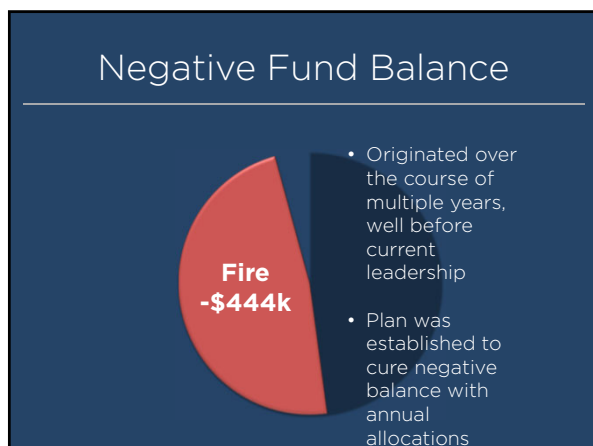 Negative Fund Balance
Fire
-$444k
• Originated over
the course of
multiple years,
well before
current
leadership
• Plan was
established to
cure negative
balance with
annual
allocations